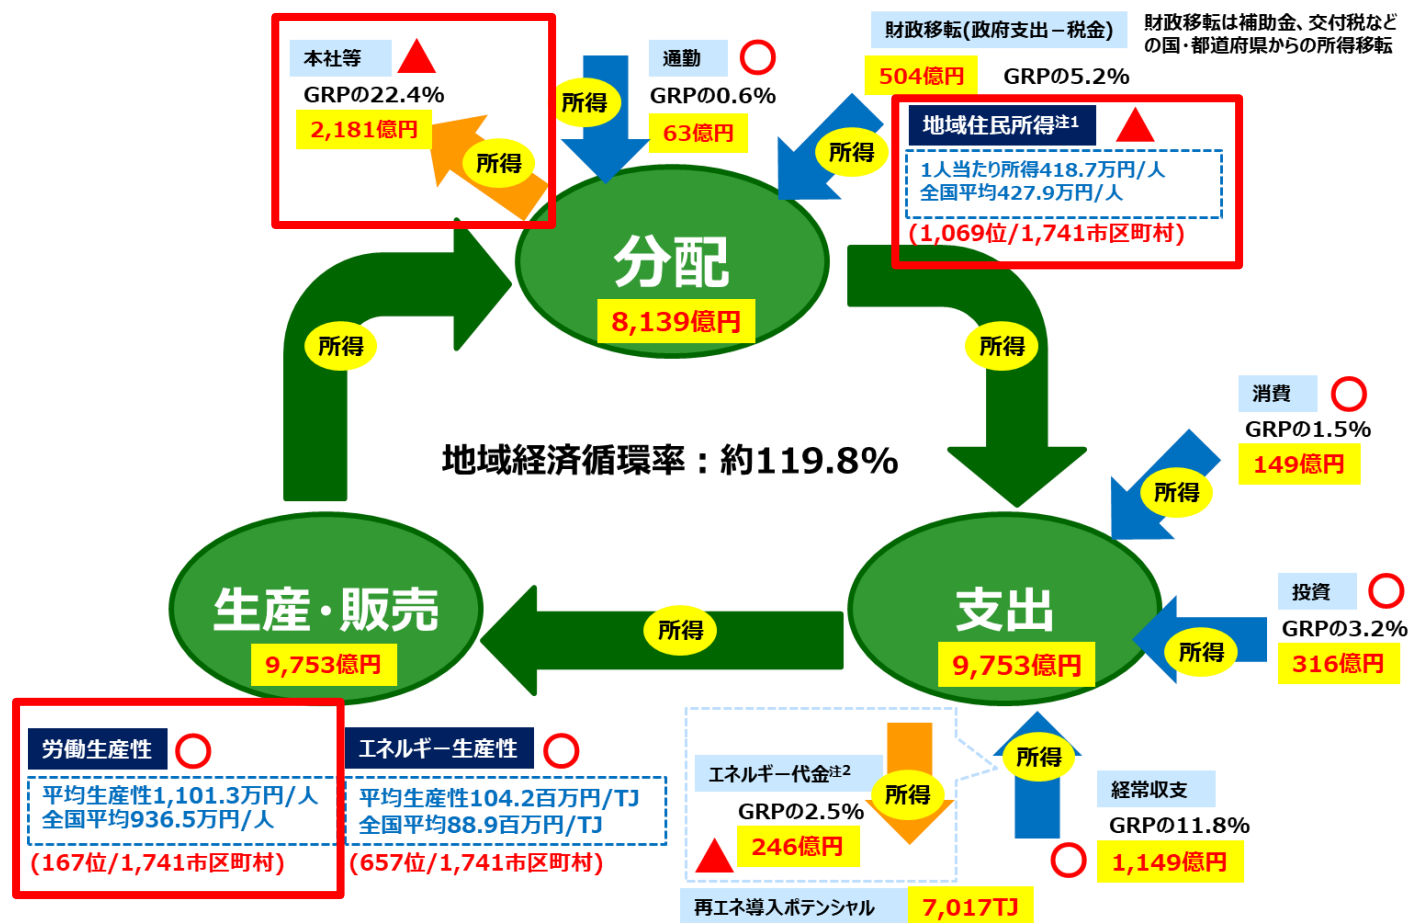 本社等
GRPの22.4%
2,181億円
所得
所得
通勤
GRPの0.6%
63億円
財政移転(政府支出－税金)
財政移転は補助金、交付税など
の国・都道府県からの所得移転
504億円 GRPの5.2%
所得
地域住民所得注1
1人当たり所得418.7万円/人
全国平均427.9万円/人
(1,069位/1,741市区町村)
分配
8,139億円
所得
所得
消費
GRPの1.5%
149億円
所得
地域経済循環率：約119.8%
生産・販売
9,753億円
所得
支出
9,753億円
投資
GRPの3.2%
316億円
所得
労働生産性
平均生産性1,101.3万円/人
全国平均936.5万円/人
(167位/1,741市区町村)
エネルギー生産性
平均生産性104.2百万円/TJ
全国平均88.9百万円/TJ
(657位/1,741市区町村)
エネルギー代金注2
GRPの2.5%
246億円
所得
所得
経常収支
GRPの11.8%
1,149億円
再エネ導入ポテンシャル 7,017TJ